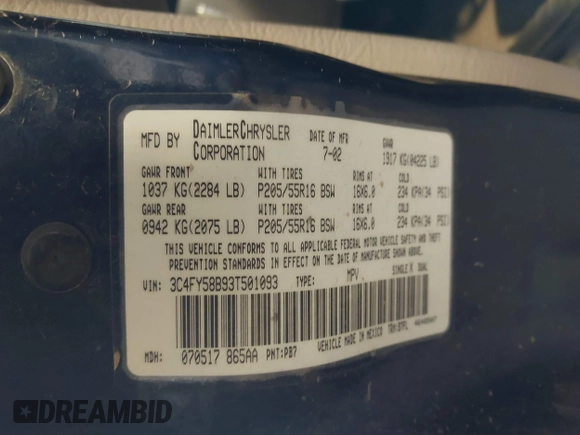 MFD BY DAIMLERCHRYSLER CORPORATION DATE OF MFR 7-02 GVWR 1917 KG(04225 LB)
GAWR FRONT WITH TIRES RIMS COLD
1037 KG(2284 LB) P205/55R16 BSW 16X6.0 234 KPA(34 PSI)
GAWR REAR WITH TIRES RIMS COLD
0942 KG(2075 LB) P205/55R16 BSW 16X6.0 234 KPA(34 PSI)
THIS VEHICLE CONFORMS TO ALL APPLICABLE FEDERAL MOTOR VEHICLE SAFETY AND THEFT
PREVENTION STANDARDS IN EFFECT ON THE DATE OF MANUFACTURE SHOWN ABOVE.
VIN: 3C4FY58B93T501093 TYPE: MPV SINGLE X DUAL
MDH: 070517 865AA PNT:PB7 VEHICLE MADE IN MEXICO TRM:
DREAMBID